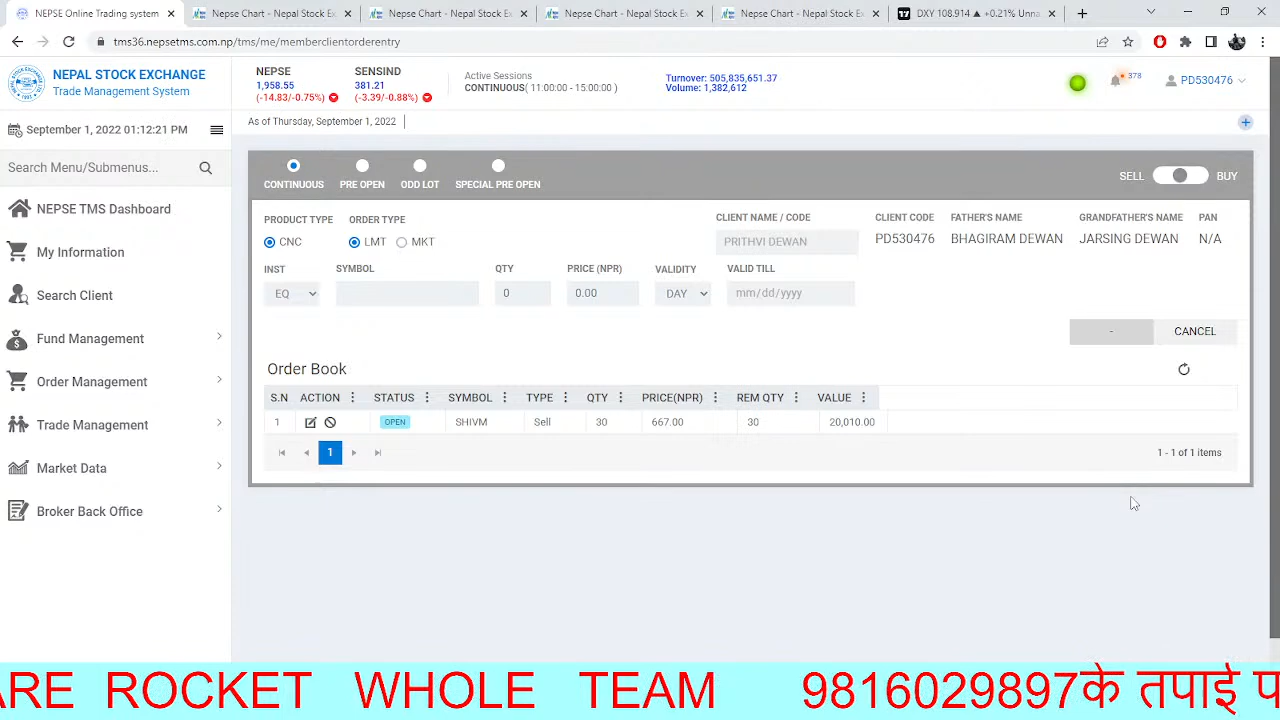 NEPSE Online Trading system
Nepse Chart - Nepal Stock Ex
Nepse Chart - Nepal Stock Ex
Nepse Chart - Nepal Stock Ex
Nepse Chart - Nepal Stock Ex
DXY 108.914 ▲ +0.21% Unna
tms36.nepsetms.com.np/tms/me/memberclientorderentry
NEPAL STOCK EXCHANGE
Trade Management System
NEPSE
1,958.55
(-14.83/-0.75%)
SENSIND
381.21
(-3.39/-0.88%)
Active Sessions
CONTINUOUS( 11:00:00 - 15:00:00 )
Turnover: 505,835,651.37
Volume: 1,382,612
378
PD530476
September 1, 2022 01:12:21 PM
As of Thursday, September 1, 2022
Search Menu/Submenus...
NEPSE TMS Dashboard
My Information
Search Client
Fund Management
Order Management
Trade Management
Market Data
Broker Back Office
CONTINUOUS PRE OPEN ODD LOT SPECIAL PRE OPEN
SELL BUY
PRODUCT TYPE ORDER TYPE
CNC LMT MKT
CLIENT NAME / CODE CLIENT CODE FATHER'S NAME GRANDFATHER'S NAME PAN
PRITHVI DEWAN PD530476 BHAGIRAM DEWAN JARSING DEWAN N/A
INST SYMBOL QTY PRICE (NPR) VALIDITY VALID TILL
EQ 0 0.00 DAY mm/dd/yyyy
- CANCEL
Order Book
S.N ACTION STATUS SYMBOL TYPE QTY PRICE(NPR) REM QTY VALUE
1 OPEN SHIVM Sell 30 667.00 30 20,010.00
1 1 - 1 of 1 items
ARE ROCKET WHOLE TEAM 9816029897के तपाई प